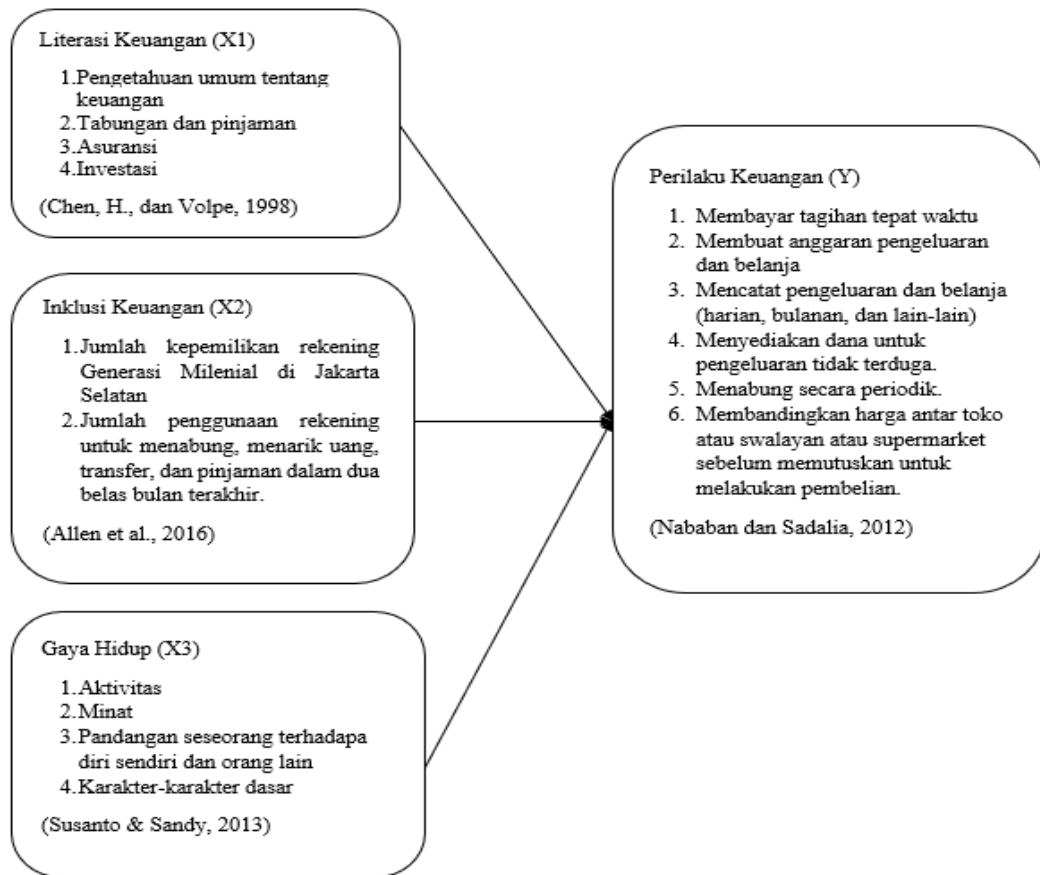 Literasi Keuangan (X1)
1.Pengetahuan umum tentang
keuangan
2.Tabungan dan pinjaman
3.Asuransi
4.Investasi
(Chen, H., dan Volpe, 1998)
Inklusi Keuangan (X2)
1.Jumlah kepemilikan rekening
Generasi Milenial di Jakarta
Selatan
2.Jumlah penggunaan rekening
untuk menabung, menarik uang,
transfer, dan pinjaman dalam dua
belas bulan terakhir.
(Allen et al., 2016)
Gaya Hidup (X3)
1.Aktivitas
2.Minat
3.Pandangan seseorang terhadapa
diri sendiri dan orang lain
4.Karakter-karakter dasar
(Susanto & Sandy, 2013)
Perilaku Keuangan (Y)
1. Membayar tagihan tepat waktu
2. Membuat anggaran pengeluaran
dan belanja
3. Mencatat pengeluaran dan belanja
(harian, bulanan, dan lain-lain)
4. Menyediakan dana untuk
pengeluaran tidak terduga.
5. Menabung secara periodik.
6. Membandingkan harga antar toko
atau swalayan atau supermarket
sebelum memutuskan untuk
melakukan pembelian.
(Nababan dan Sadalia, 2012)